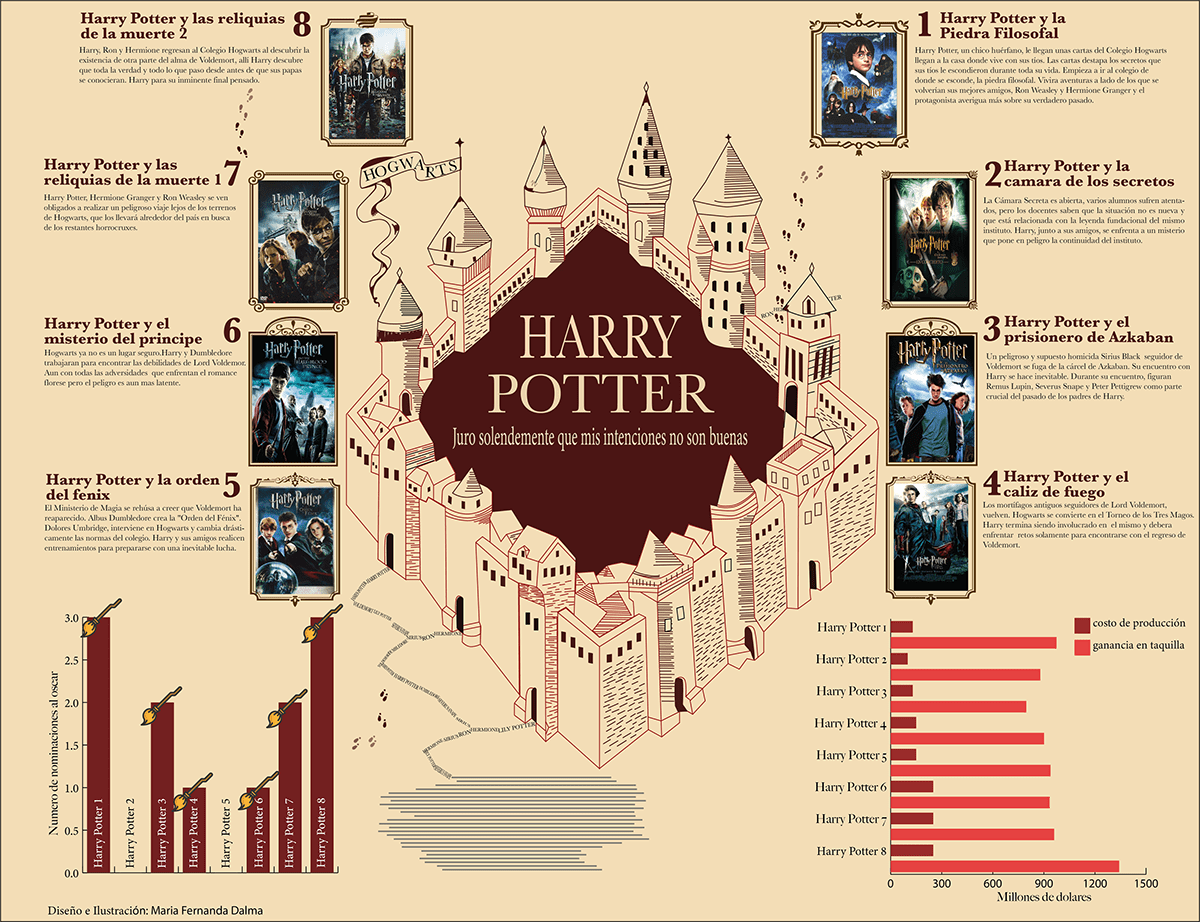 Harry Potter y las reliquias
de la muerte 2
8
Harry, Ron y Hermione regresan al Colegio Hogwarts al descubrir la
existencia de otra parte del alma de Voldemort, allí Harry descubre
que toda la verdad y todo lo que paso desde antes de que sus papas
se conocieran. Harry para su inminente final pensado.
1
Harry Potter y la
Piedra Filosofal
Harry Potter, un chico huérfano, le llegan unas cartas del Colegio Hogwarts
llegan a la casa donde vive con su tios. Las cartas destapa los secretos que
sus tios le escondieron durante toda su vida. Empieza a ir al colegio de
donde se esconde, la piedra filosofal. Vivira aventuras a lado de los que se
volverían sus mejores amigos, Ron Weasley y Hermione Granger y el
protagonista averigua más sobre su verdadero pasado.
Harry Potter y las
reliquias de la muerte 1
7
Harry Potter, Hermione Granger y Ron Weasley se ven
obligados a realizar un peligroso viaje lejos de los terrenos
de Hogwarts, que los llevará alrededor del país en busca
de los restantes horrocruxes.
2
Harry Potter y la
camara de los secretos
La Cámara Secreta es abierta, varios alumnos sufren atenta-
dos, pero los docentes saben que la situación no es nueva y
que está relacionada con la leyenda fundacional del mismo
instituto. Harry, junto a sus amigos, se enfrenta a un misterio
que pone en peligro la continuidad del instituto.
Harry Potter y el
misterio del principe
6
Hogwarts ya no es un lugar seguro.Harry y Dumbledore
trabajaran para encontrar las debilidades de Lord Voldemor.
Aun con todas las adversidades que enfrentan el romance
florese pero el peligro es aun mas latente.
3
Harry Potter y el
prisionero de Azkaban
Un peligroso y supuesto homicida Sirius Black seguidor de
Voldemort se fuga de la cárcel de Azkaban. Su encuentro con
Harry se hace inevitable. Durante su encuentro, figuran
Remus Lupin, Severus Snape y Peter Pettigrew como parte
crucial del pasado de los padres de Harry.
Harry Potter y la orden
del fenix
5
El Ministerio de Magia se rehúsa a creer que Voldemort ha
reaparecido. Albus Dumbledore crea la "Orden del Fénix".
Dolores Umbridge, interviene en Hogwarts y cambia drásti-
camente las normas del colegio. Harry y sus amigos realicen
entrenamientos para prepararse con una inevitable lucha.
4
Harry Potter y el
caliz de fuego
Los mortífagos antiguos seguidores de Lord Voldemort,
vuelven. Hogwarts se convierte en el Torneo de los Tres Magos.
Harry termina siendo involucrado en el mismo y debera
enfrentar retos solamente para encontrarse con el regreso de
Voldemort.
HOGWARTS
HARRY
POTTER
Juro solendemente que mis intenciones no son buenas
Harry Potter
Harry Potter
Harry Potter
Harry Potter
Harry Potter
Harry Potter
Harry Potter
Harry Potter
Numero de nominaciones al oscar
3.0
2.5
2.0
1.5
1.0
0.5
0.0
Harry Potter 1
Harry Potter 2
Harry Potter 3
Harry Potter 4
Harry Potter 5
Harry Potter 6
Harry Potter 7
Harry Potter 8
costo de producción
ganancia en taquilla
Harry Potter 1
Harry Potter 2
Harry Potter 3
Harry Potter 4
Harry Potter 5
Harry Potter 6
Harry Potter 7
Harry Potter 8
0
300
600
900
1200
1500
Millones de dolares
Diseño e Ilustración: Maria Fernanda Dalma